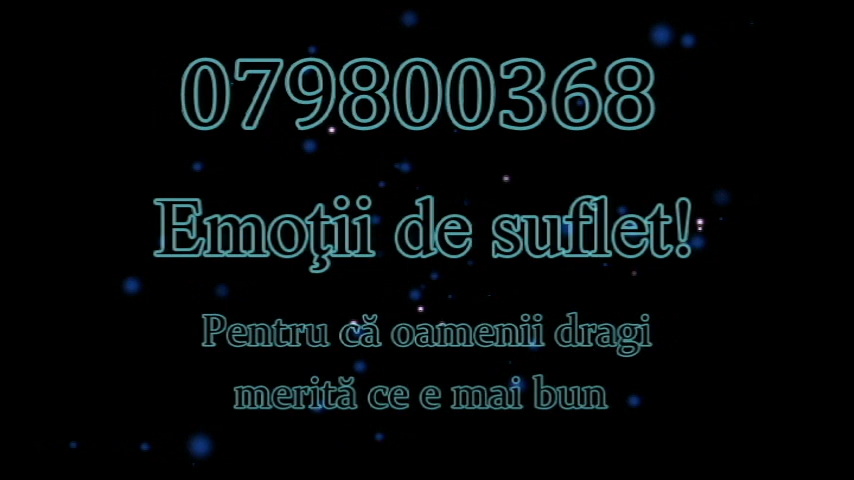 079800368
Emoţii de suflet!
Pentru că oamenii dragi
merită ce e mai bun